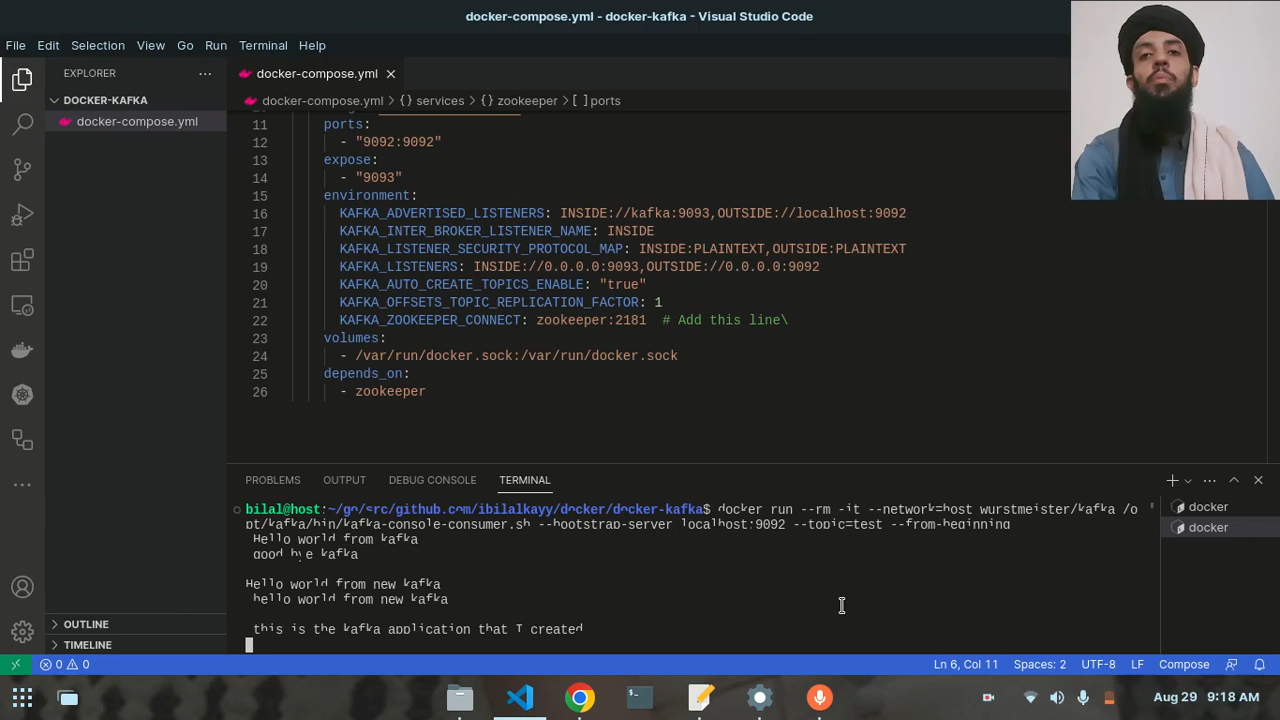 docker-compose.yml - docker-kafka - Visual Studio Code
File Edit Selection View Go Run Terminal Help
EXPLORER
docker-compose.yml
DOCKER-KAFKA
docker-compose.yml > {} services > {} zookeeper > [ ] ports
docker-compose.yml
11 ports:
12 - "9092:9092"
13 expose:
14 - "9093"
15 environment:
16 KAFKA_ADVERTISED_LISTENERS: INSIDE://kafka:9093,OUTSIDE://localhost:9092
17 KAFKA_INTER_BROKER_LISTENER_NAME: INSIDE
18 KAFKA_LISTENER_SECURITY_PROTOCOL_MAP: INSIDE:PLAINTEXT,OUTSIDE:PLAINTEXT
19 KAFKA_LISTENERS: INSIDE://0.0.0.0:9093,OUTSIDE://0.0.0.0:9092
20 KAFKA_AUTO_CREATE_TOPICS_ENABLE: "true"
21 KAFKA_OFFSETS_TOPIC_REPLICATION_FACTOR: 1
22 KAFKA_ZOOKEEPER_CONNECT: zookeeper:2181 # Add this line\
23 volumes:
24 - /var/run/docker.sock:/var/run/docker.sock
25 depends_on:
26 - zookeeper
PROBLEMS OUTPUT DEBUG CONSOLE TERMINAL
bilal@host:~/go/src/github.com/ibilalkayy/docker/docker-kafka$ docker run --rm -it --network=host wurstmeister/kafka /o
pt/kafka/bin/kafka-console-consumer.sh --bootstrap-server localhost:9092 --topic=test --from-beginning
Hello world from kafka
good bye kafka
Hello world from new kafka
hello world from new kafka
this is the kafka application that I created
docker
docker
OUTLINE
TIMELINE
0 0
Ln 6, Col 11 Spaces: 2 UTF-8 LF Compose
Aug 29 9:18 AM